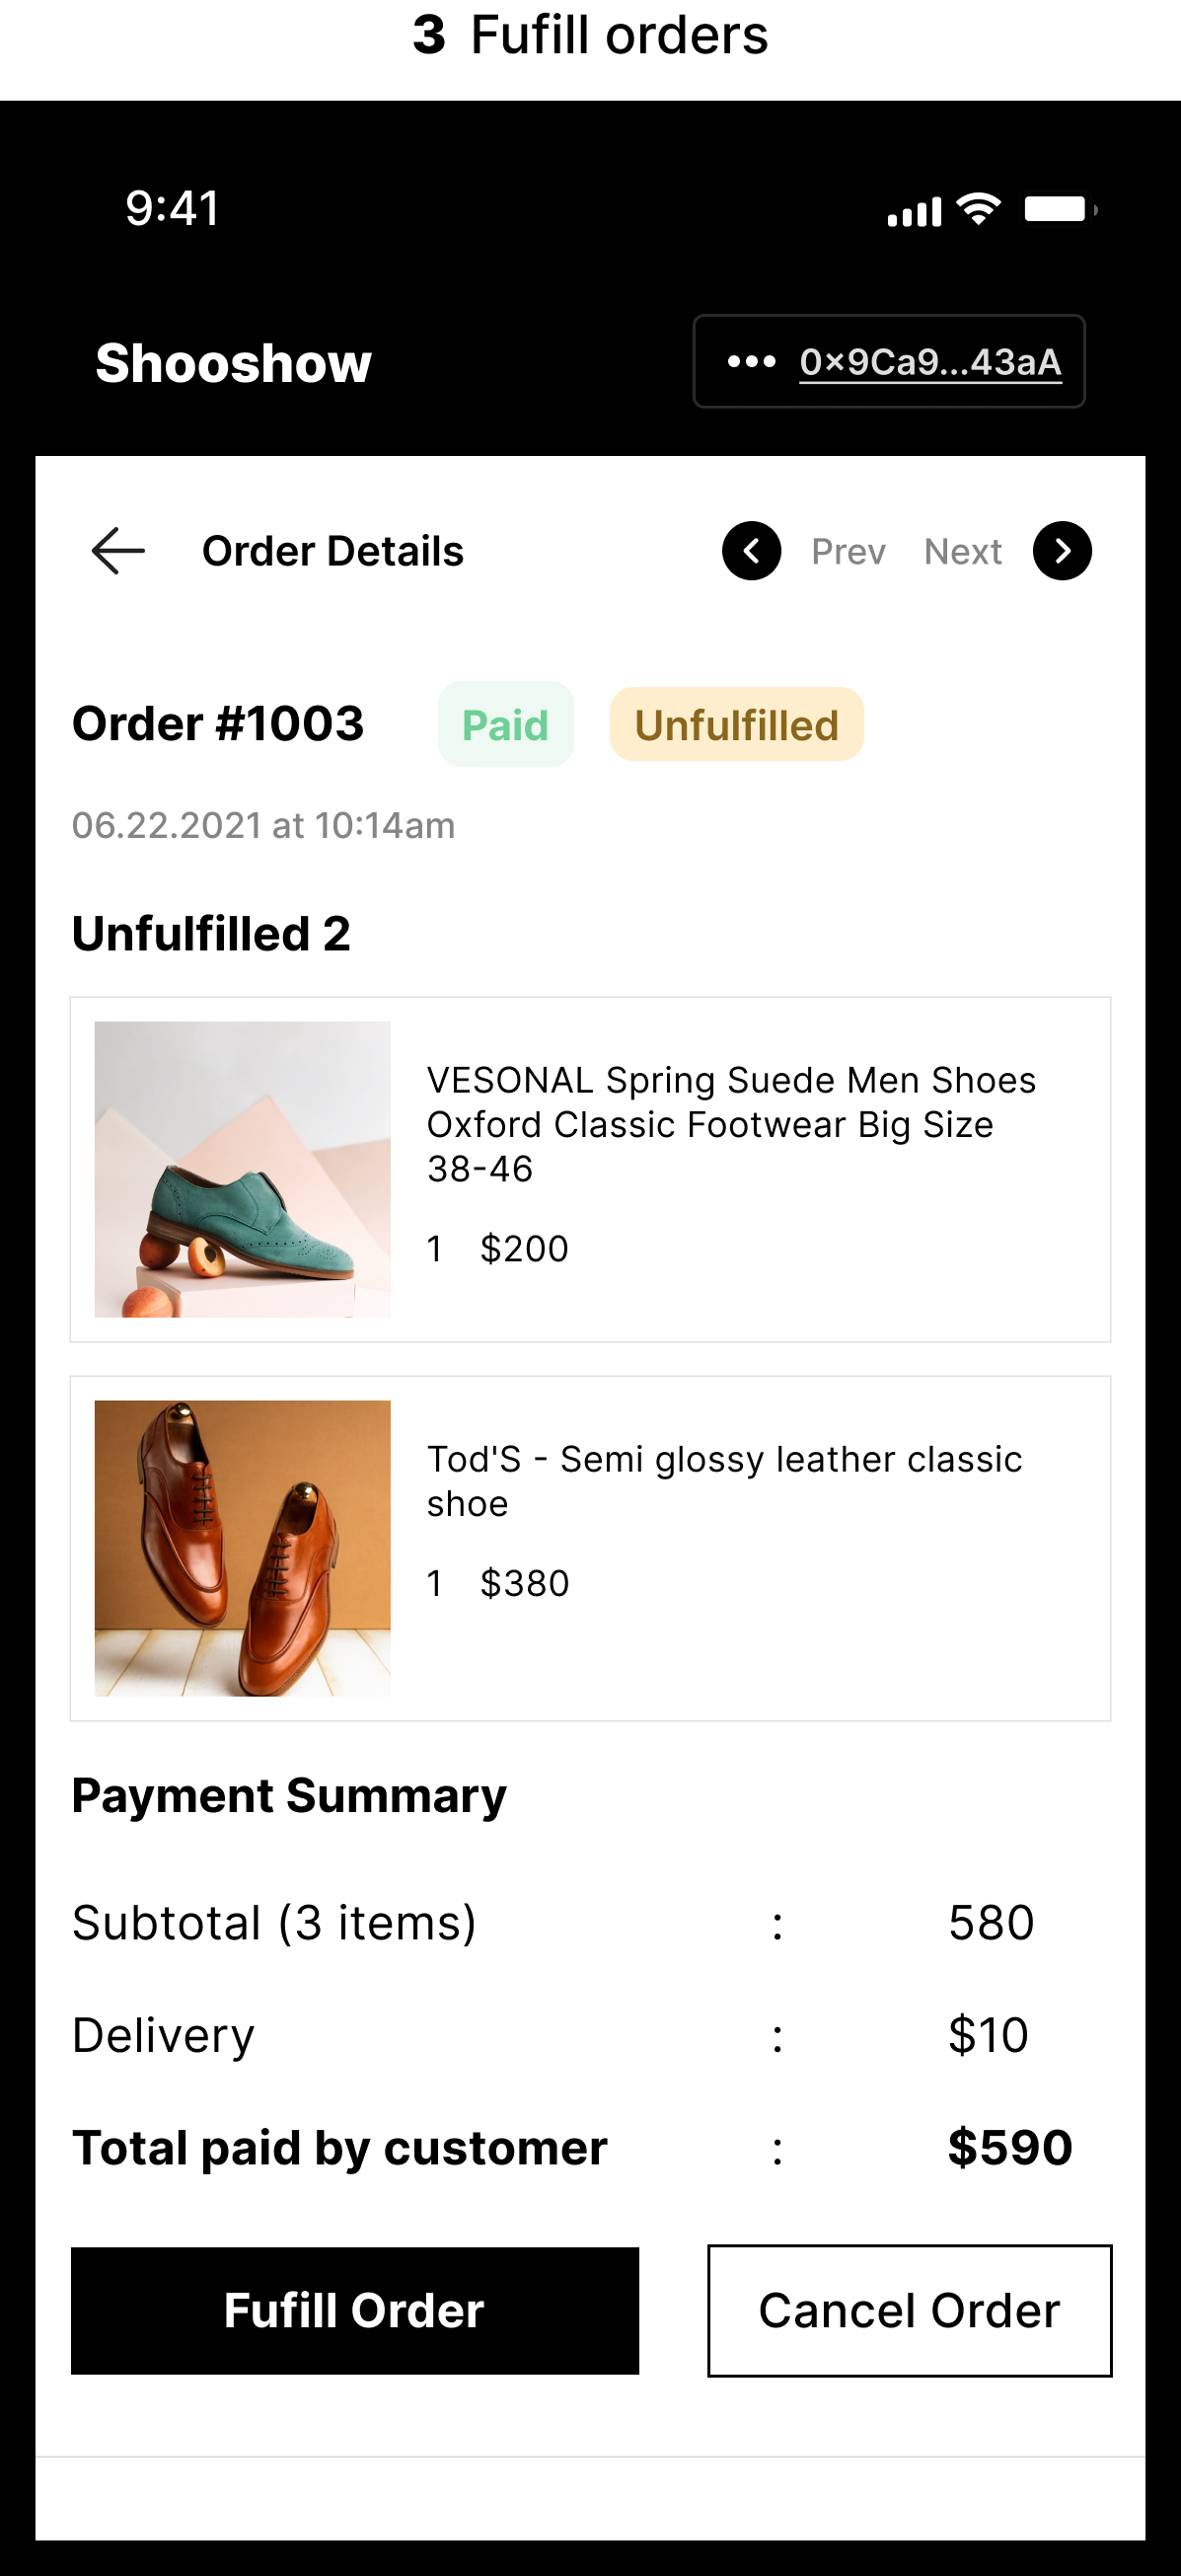 3 Fufill orders
9:41
Shooshow
••• 0×9Ca9...43aA
Order Details
Prev Next
Order #1003 Paid Unfulfilled
06.22.2021 at 10:14am
Unfulfilled 2
VESONAL Spring Suede Men Shoes
Oxford Classic Footwear Big Size
38-46
1 $200
Tod'S - Semi glossy leather classic
shoe
1 $380
Payment Summary
Subtotal (3 items) : 580
Delivery : $10
Total paid by customer : $590
Fufill Order Cancel Order